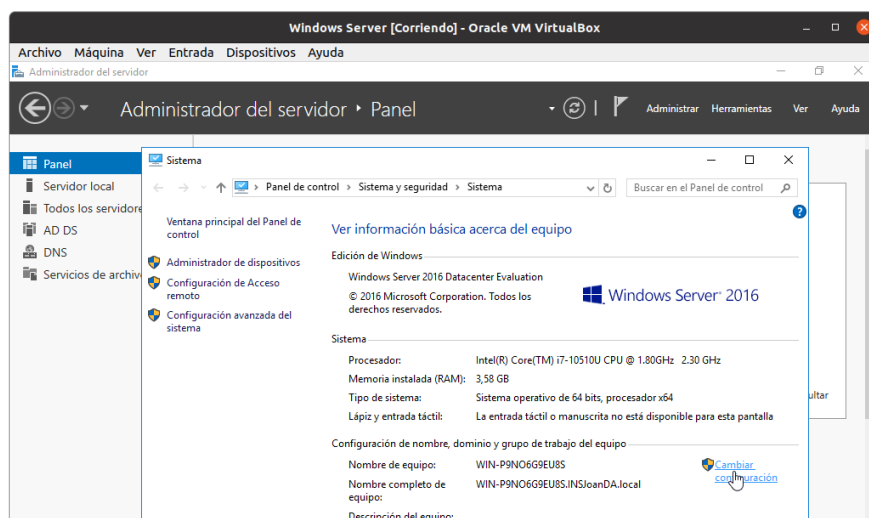 Windows Server [Corriendo] - Oracle VM VirtualBox
Archivo Máquina Ver Entrada Dispositivos Ayuda
Administrador del servidor
Administrador del servidor Panel
Administrar Herramientas Ver Ayuda
Panel
Servidor local
Todos los servidore
AD DS
DNS
Servicios de archiv
Sistema
Panel de control > Sistema y seguridad > Sistema
Buscar en el Panel de control
Ventana principal del Panel de
control
Administrador de dispositivos
Configuración de Acceso
remoto
Configuración avanzada del
sistema
?
Ver información básica acerca del equipo
Edición de Windows
Windows Server 2016 Datacenter Evaluation
© 2016 Microsoft Corporation. Todos los
derechos reservados.
Windows Server® 2016
Sistema
Procesador: Intel(R) Core(TM) i7-10510U CPU @ 1.80GHz 2.30 GHz
Memoria instalada (RAM): 3,58 GB
Tipo de sistema: Sistema operativo de 64 bits, procesador x64
Lápiz y entrada táctil: La entrada táctil o manuscrita no está disponible para esta pantalla
Configuración de nombre, dominio y grupo de trabajo del equipo
Nombre de equipo: WIN-P9NO6G9EU8S
Cambiar
configuración
Nombre completo de
equipo:
WIN-P9NO6G9EU8S.INSJoanDA.local
Descripción del equipo:
ultar